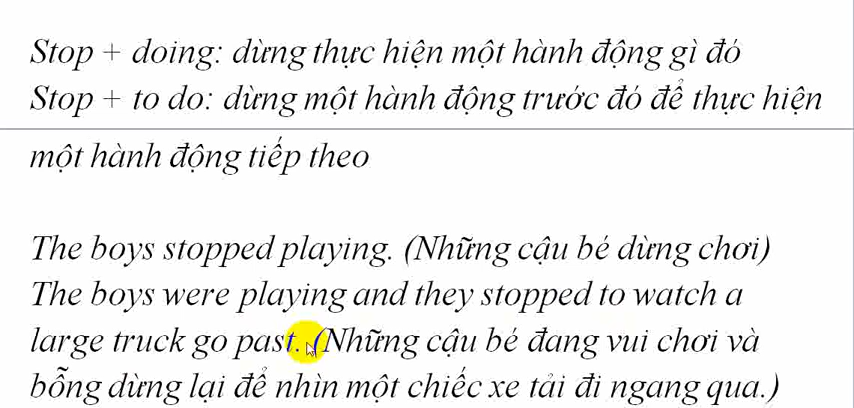 Stop + doing: dừng thực hiện một hành động gì đó
Stop + to do: dừng một hành động trước đó để thực hiện
một hành động tiếp theo
The boys stopped playing. (Những cậu bé dừng chơi)
The boys were playing and they stopped to watch a
large truck go past. (Những cậu bé đang vui chơi và
bỗng dừng lại để nhìn một chiếc xe tải đi ngang qua.)